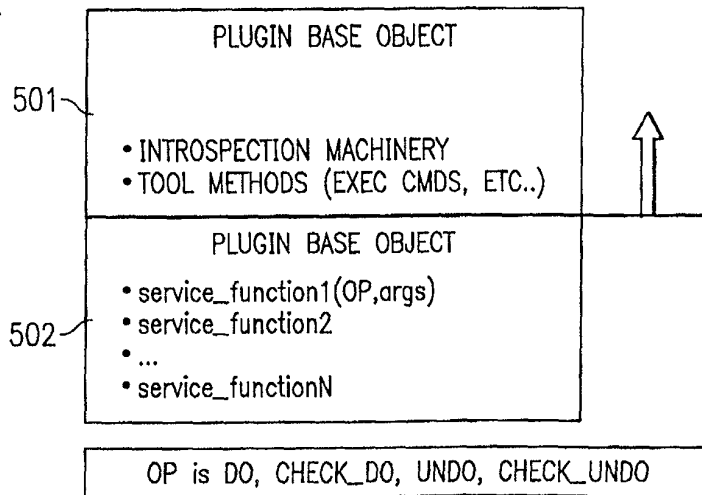 PLUGIN BASE OBJECT
501
• INTROSPECTION MACHINERY
• TOOL METHODS (EXEC CMDS, ETC..)
PLUGIN BASE OBJECT
• service_function1(OP,args)
502
• service_function2
• ...
• service_functionN
OP is DO, CHECK_DO, UNDO, CHECK_UNDO